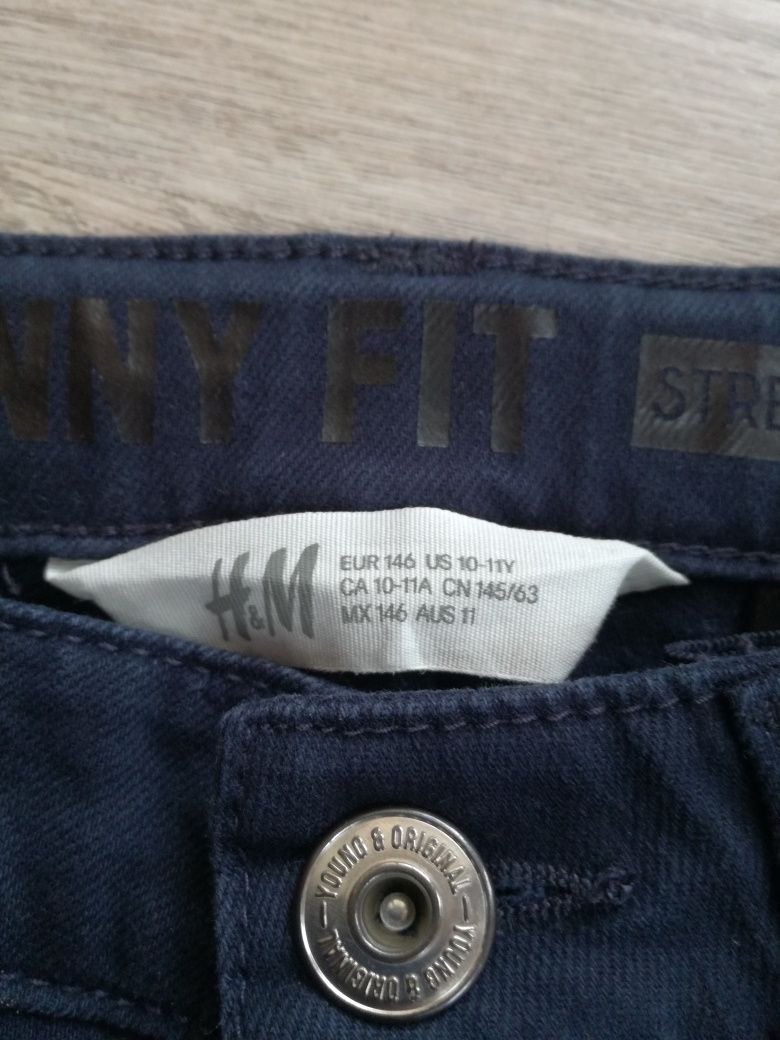 NNY FIT
STRE
H&M
EUR 146 US 10-11Y
CA 10-11A CN 145/63
MX 146 AUS 11
YOUNG & ORIGINAL
YOUNG & ORIGINAL